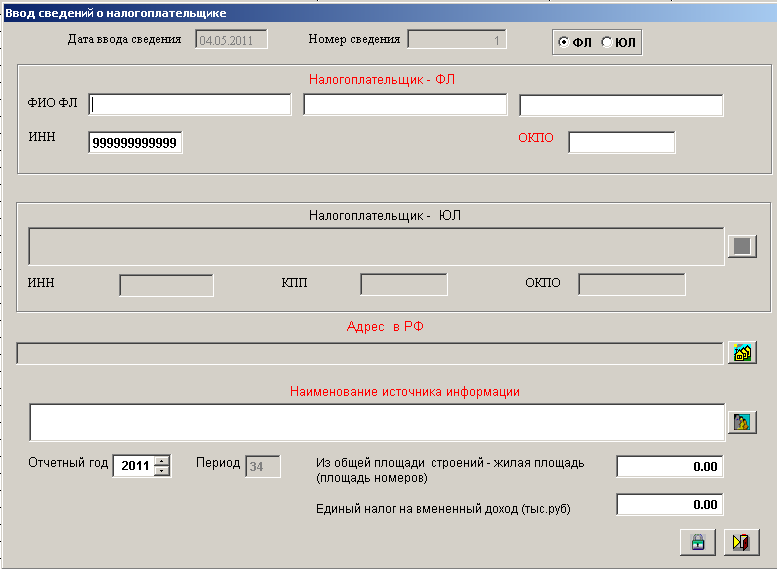 Ввод сведений о налогоплательщике
Дата ввода сведения 04.05.2011 Номер сведения 1 ФЛ ЮЛ
Налогоплательщик - ФЛ
ФИО ФЛ
ИНН 999999999999 ОКПО
Налогоплательщик - ЮЛ
ИНН КПП ОКПО
Адрес в РФ
Наименование источника информации
Отчетный год 2011 Период 34 Из общей площади строений - жилая площадь 0.00
(площадь номеров)
Единый налог на вмененный доход (тыс.руб) 0.00